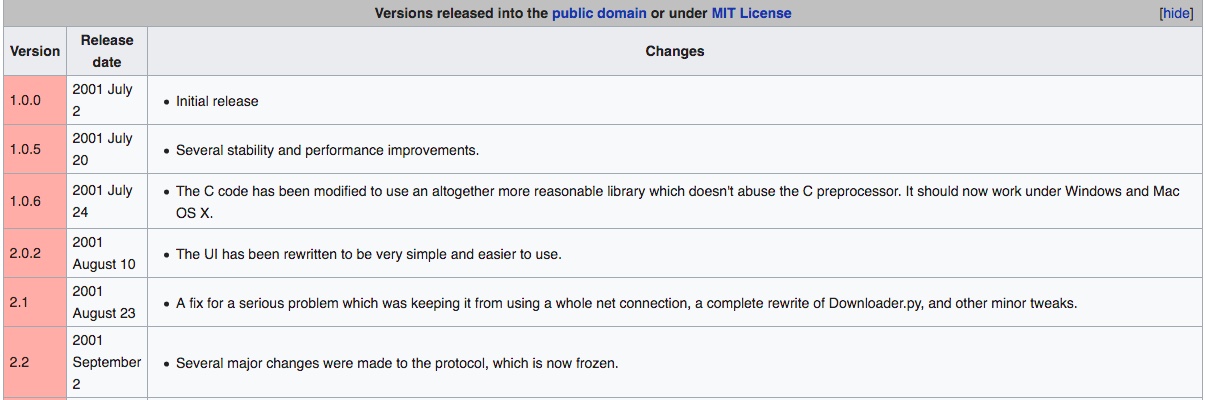 Versions released into the public domain or under MIT License [hide]
Version Release date Changes
1.0.0 2001 July 2 • Initial release
1.0.5 2001 July 20 • Several stability and performance improvements.
1.0.6 2001 July 24 • The C code has been modified to use an altogether more reasonable library which doesn't abuse the C preprocessor. It should now work under Windows and Mac
OS X.
2.0.2 2001 August 10 • The UI has been rewritten to be very simple and easier to use.
2.1 2001 August 23 • A fix for a serious problem which was keeping it from using a whole net connection, a complete rewrite of Downloader.py, and other minor tweaks.
2.2 2001 September 2 • Several major changes were made to the protocol, which is now frozen.